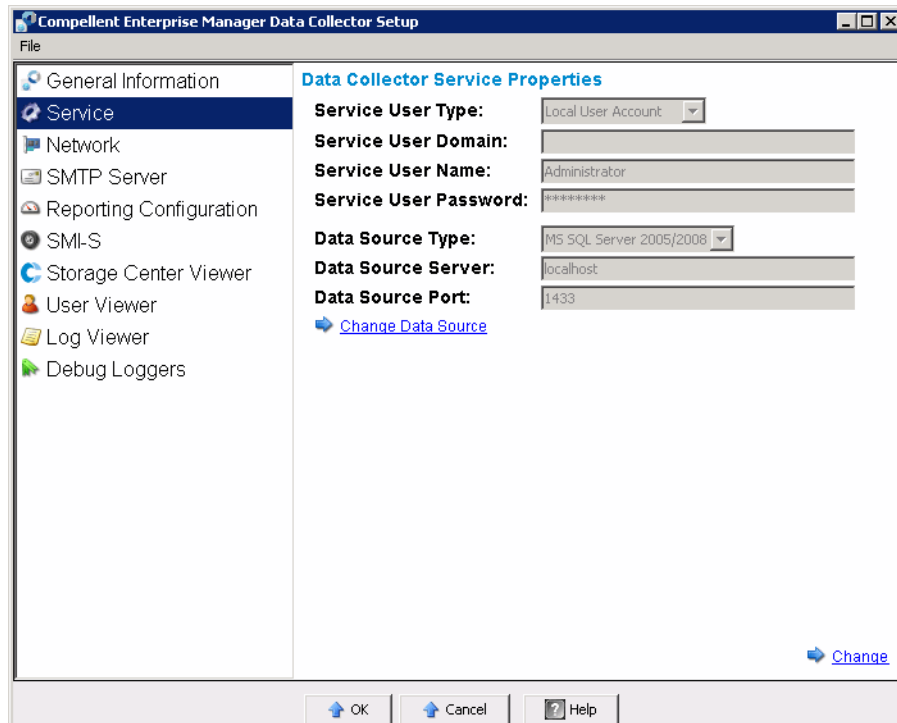 Compellent Enterprise Manager Data Collector Setup
File
General Information
Service
Network
SMTP Server
Reporting Configuration
SMI-S
Storage Center Viewer
User Viewer
Log Viewer
Debug Loggers
Data Collector Service Properties
Service User Type: Local User Account
Service User Domain:
Service User Name: Administrator
Service User Password: ********
Data Source Type: MS SQL Server 2005/2008
Data Source Server: localhost
Data Source Port: 1433
Change Data Source
Change
OK Cancel Help